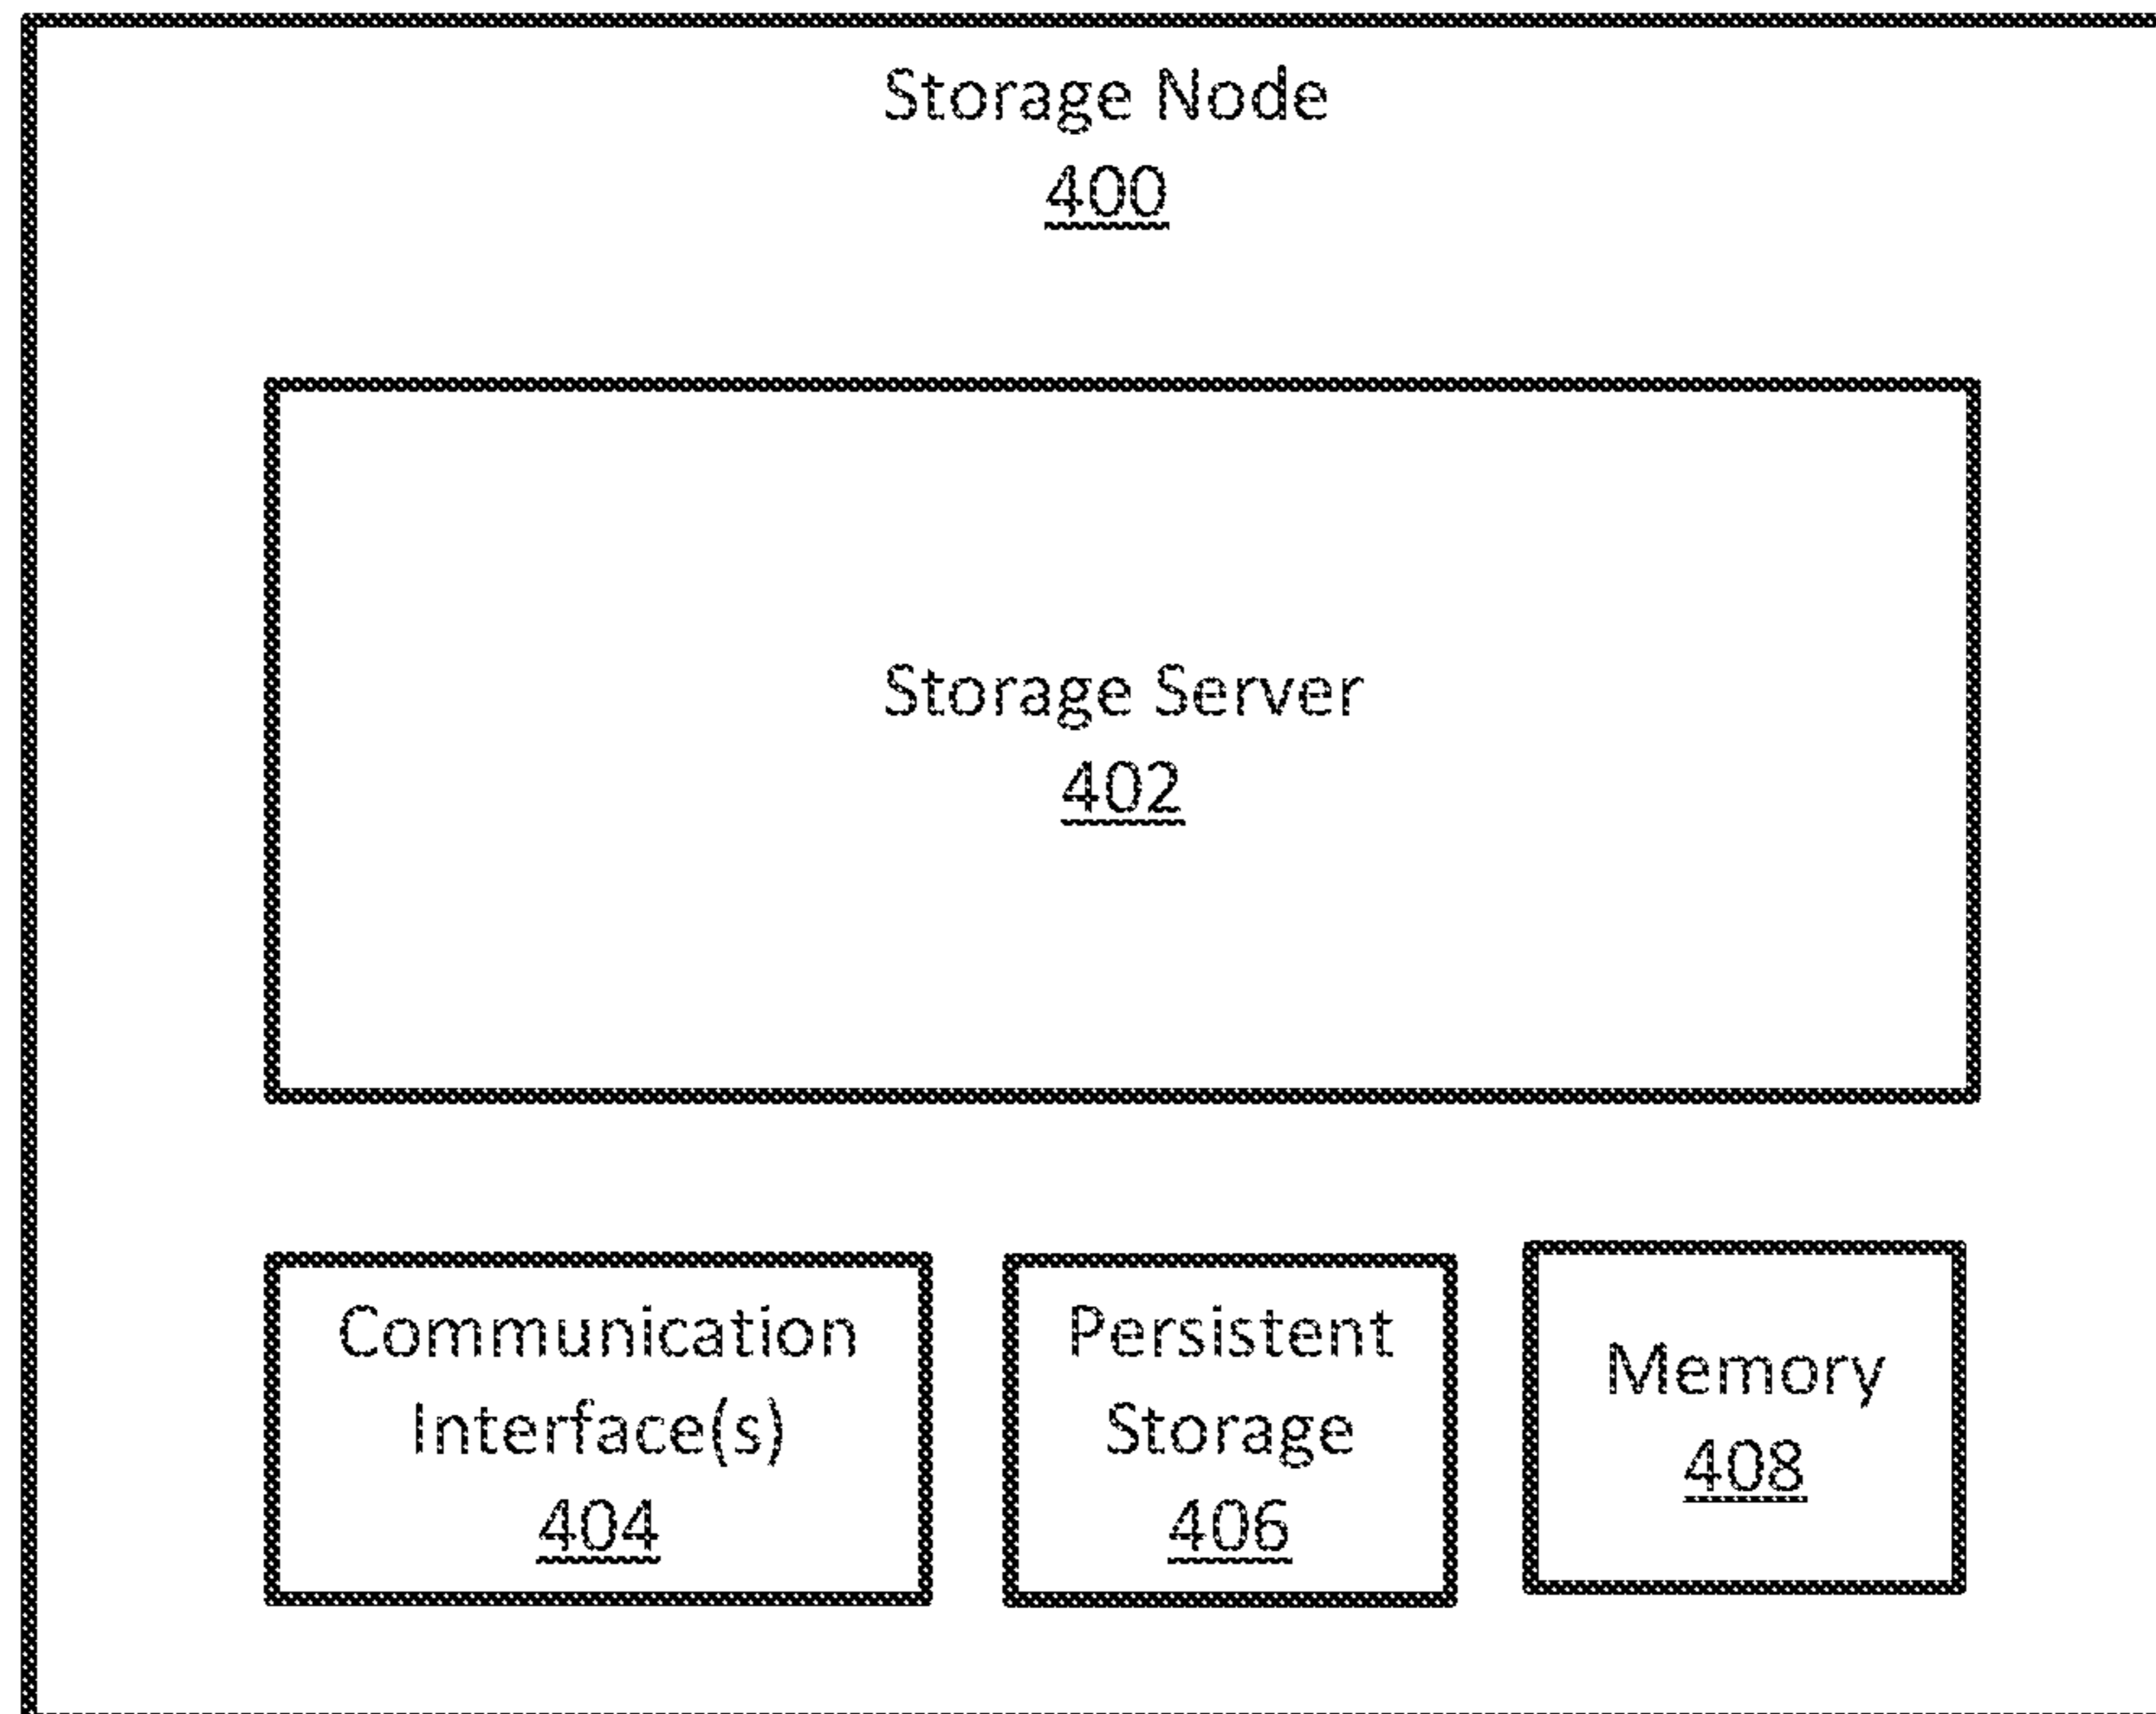 Storage Node
400
Storage Server
402
Communication
Interface(s)
404
Persistent
Storage
406
Memory
408